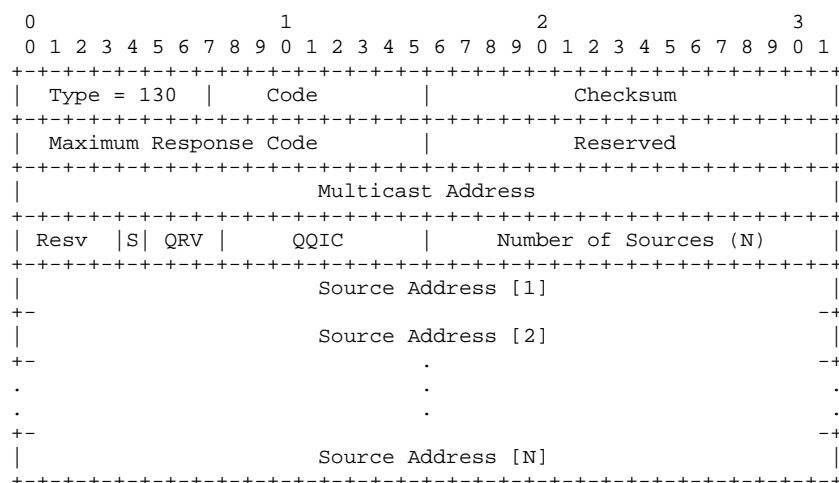 0                   1                   2                   3
0 1 2 3 4 5 6 7 8 9 0 1 2 3 4 5 6 7 8 9 0 1 2 3 4 5 6 7 8 9 0 1
+-+-+-+-+-+-+-+-+-+-+-+-+-+-+-+-+-+-+-+-+-+-+-+-+-+-+-+-+-+-+-+-+
|  Type = 130  |    Code       |           Checksum            |
+-+-+-+-+-+-+-+-+-+-+-+-+-+-+-+-+-+-+-+-+-+-+-+-+-+-+-+-+-+-+-+-+
|  Maximum Response Code        |           Reserved            |
+-+-+-+-+-+-+-+-+-+-+-+-+-+-+-+-+-+-+-+-+-+-+-+-+-+-+-+-+-+-+-+-+
|                       Multicast Address                       |
+-+-+-+-+-+-+-+-+-+-+-+-+-+-+-+-+-+-+-+-+-+-+-+-+-+-+-+-+-+-+-+-+
| Resv  |S| QRV |     QQIC      |     Number of Sources (N)     |
+-+-+-+-+-+-+-+-+-+-+-+-+-+-+-+-+-+-+-+-+-+-+-+-+-+-+-+-+-+-+-+-+
|                       Source Address [1]                      |
+-                                                             -+
|                       Source Address [2]                      |
+-                              .                              -+
.                               .                               .
.                               .                               .
+-                                                             -+
|                       Source Address [N]                      |
+-+-+-+-+-+-+-+-+-+-+-+-+-+-+-+-+-+-+-+-+-+-+-+-+-+-+-+-+-+-+-+-+